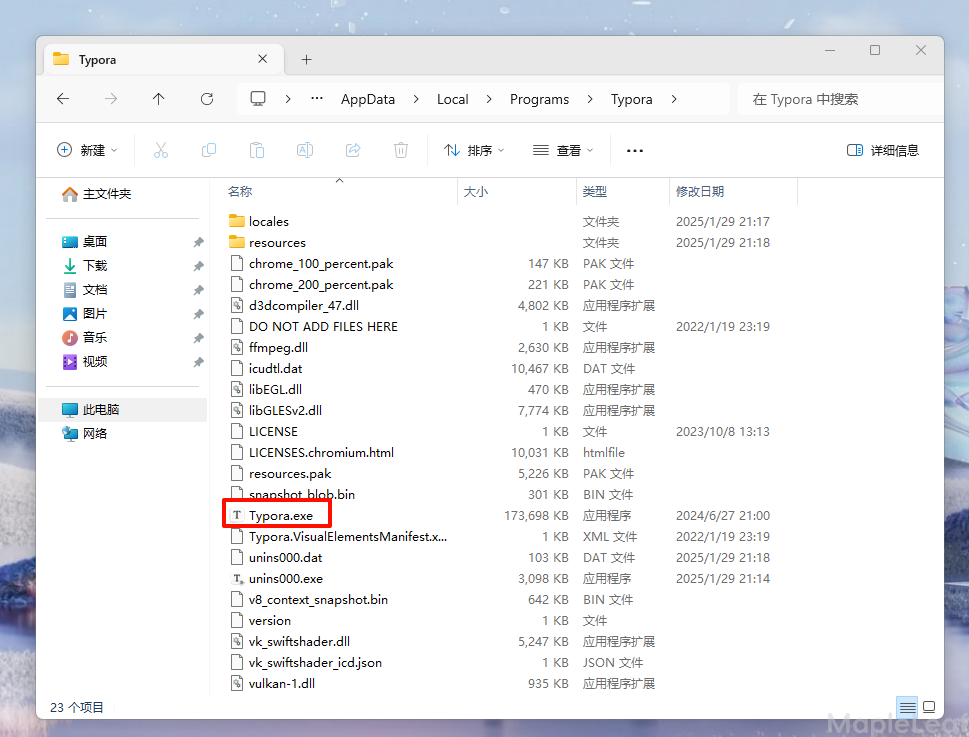 Typora
AppData Local Programs Typora 在 Typora 中搜索
新建 排序 查看 详细信息
主文件夹
桌面
下载
文档
图片
音乐
视频
此电脑
网络
名称 大小 类型 修改日期
locales 文件夹 2025/1/29 21:17
resources 文件夹 2025/1/29 21:18
chrome_100_percent.pak 147 KB PAK 文件
chrome_200_percent.pak 221 KB PAK 文件
d3dcompiler_47.dll 4,802 KB 应用程序扩展
DO NOT ADD FILES HERE 1 KB 文件 2022/1/19 23:19
ffmpeg.dll 2,630 KB 应用程序扩展
icudtl.dat 10,467 KB DAT 文件
libEGL.dll 470 KB 应用程序扩展
libGLESv2.dll 7,774 KB 应用程序扩展
LICENSE 1 KB 文件 2023/10/8 13:13
LICENSES.chromium.html 10,031 KB htmlfile
resources.pak 5,226 KB PAK 文件
snapshot_blob.bin 301 KB BIN 文件
Typora.exe 173,698 KB 应用程序 2024/6/27 21:00
Typora.VisualElementsManifest.x... 1 KB XML 文件 2022/1/19 23:19
unins000.dat 103 KB DAT 文件 2025/1/29 21:18
unins000.exe 3,098 KB 应用程序 2025/1/29 21:14
v8_context_snapshot.bin 642 KB BIN 文件
version 1 KB 文件
vk_swiftshader.dll 5,247 KB 应用程序扩展
vk_swiftshader_icd.json 1 KB JSON 文件
vulkan-1.dll 935 KB 应用程序扩展
23 个项目
MapleLeaf